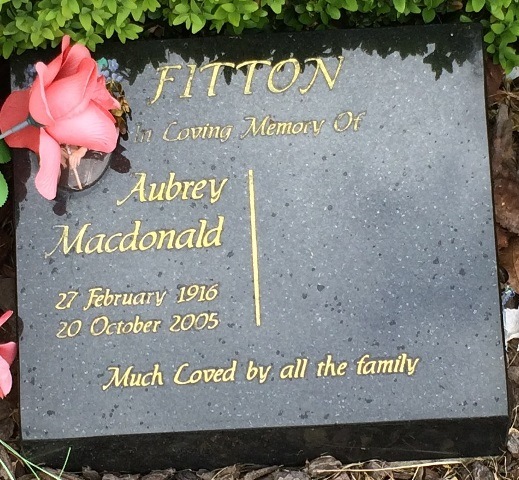 FITTON
In Loving Memory Of
Aubrey
Macdonald
27 February 1916
20 October 2005
Much Loved by all the family